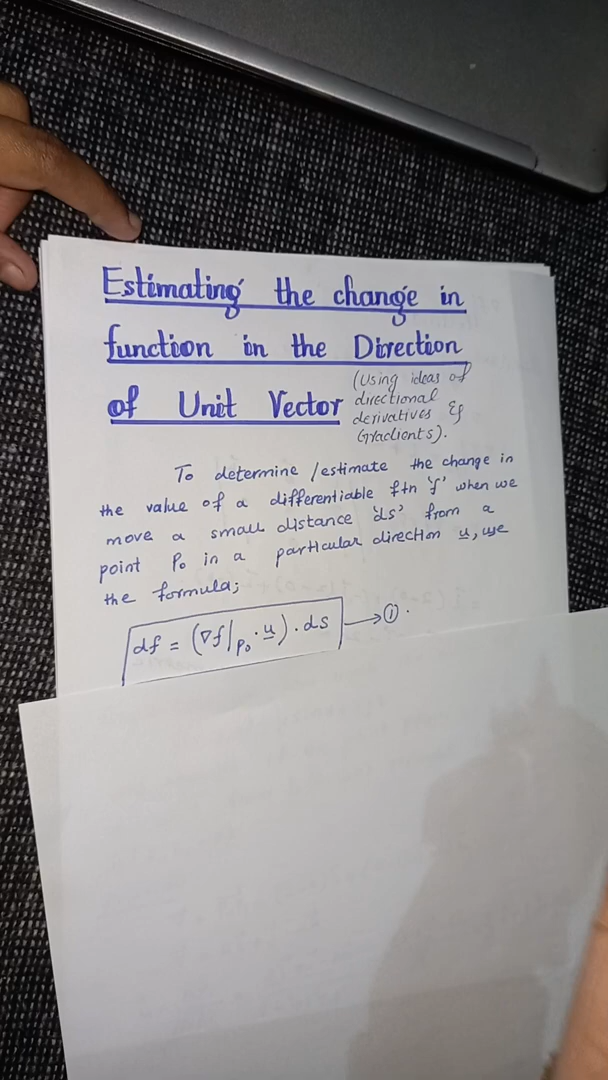 Estimating the change in
function in the Direction
of Unit Vector
(Using ideas of
directional
derivatives &
Gradients).
To determine /estimate the change in
the value of a differentiable ftn 'f' when we
move a small distance 'ds' from a
point P₀ in a particular direction u̲, use
the formula;
df = (∇f|P₀ · u̲) . ds → ① .